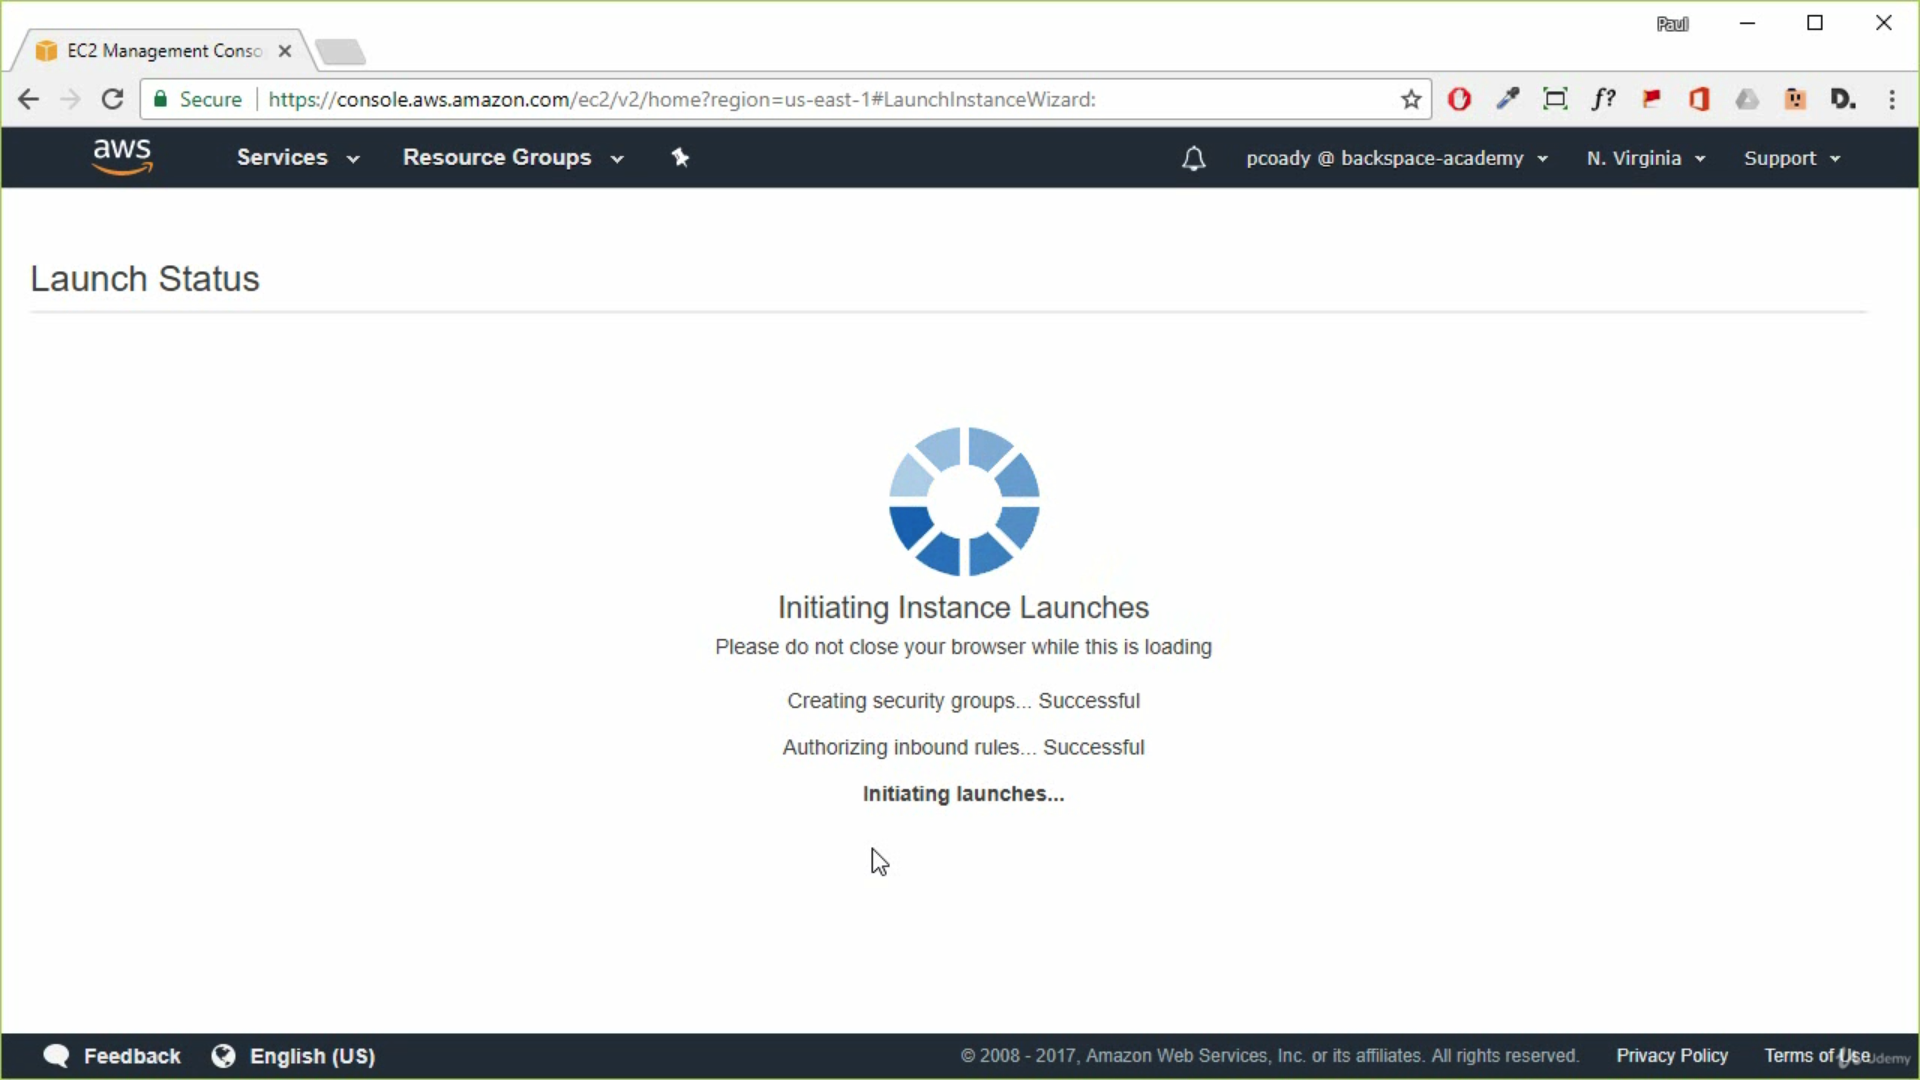 Paul
EC2 Management Conso
Secure https://console.aws.amazon.com/ec2/v2/home?region=us-east-1#LaunchInstanceWizard:
f?
D.
aws Services Resource Groups pcoady @ backspace-academy N. Virginia Support
Launch Status
Initiating Instance Launches
Please do not close your browser while this is loading
Creating security groups... Successful
Authorizing inbound rules... Successful
Initiating launches...
Feedback English (US) © 2008 - 2017, Amazon Web Services, Inc. or its affiliates. All rights reserved. Privacy Policy Terms of Use
Udemy